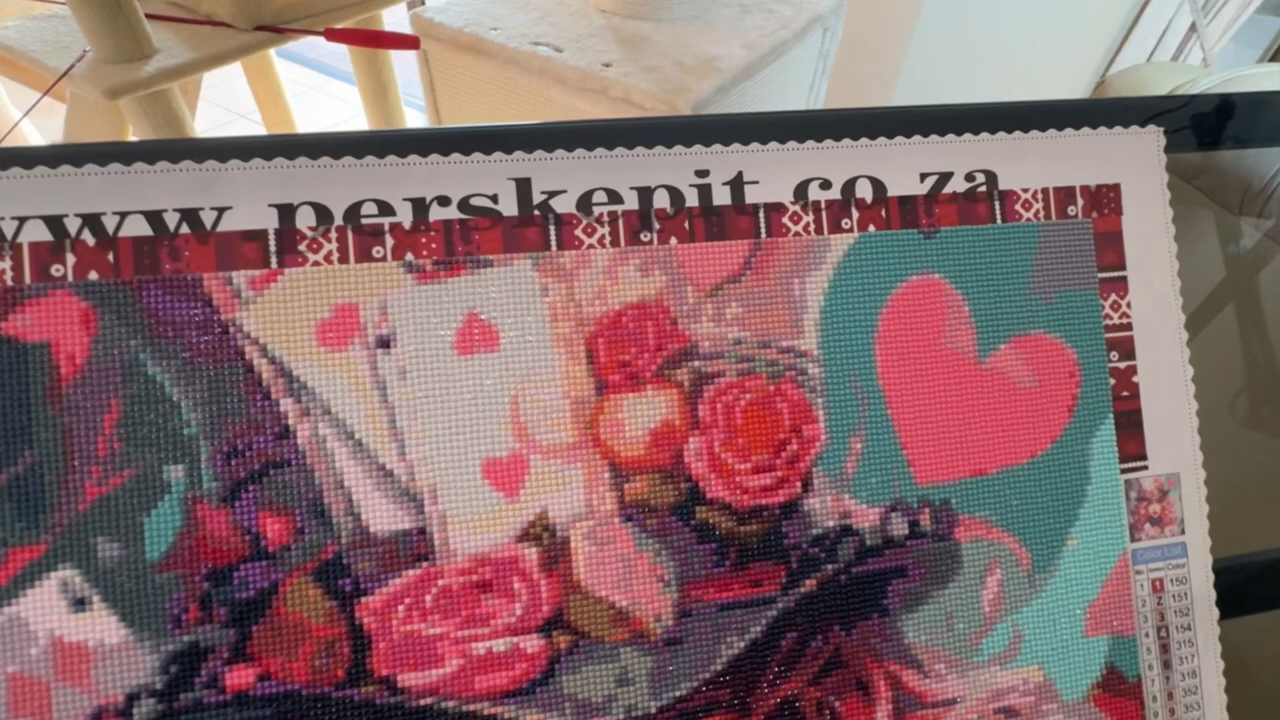 www.perskepit.co.za
Color List
No. Symbol Color
1 1 150
2 Z 151
3 3 152
4 4 154
5 5 315
6 6 317
7 7 318
8 8 352
9 9 353